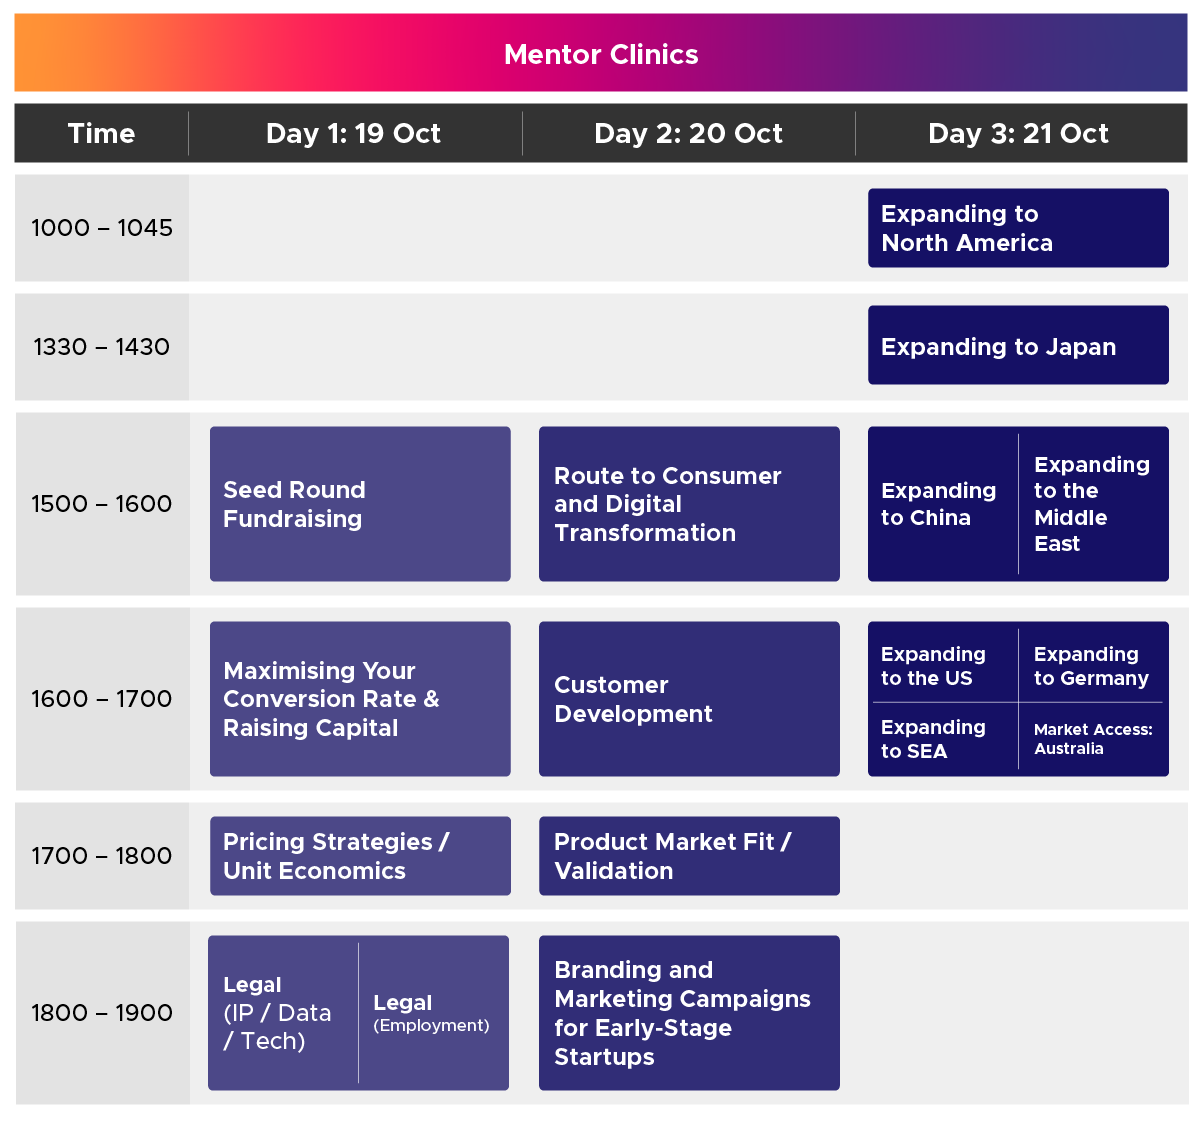 Mentor Clinics
Time
Day 1: 19 Oct
Day 2: 20 Oct
Day 3: 21 Oct
1000 – 1045
Expanding to
North America
1330 – 1430
Expanding to Japan
1500 – 1600
Seed Round
Fundraising
Route to Consumer
and Digital
Transformation
Expanding
to China
Expanding
to the
Middle
East
1600 – 1700
Maximising Your
Conversion Rate &
Raising Capital
Customer
Development
Expanding
to the US
Expanding
to Germany
Expanding
to SEA
Market Access:
Australia
1700 – 1800
Pricing Strategies /
Unit Economics
Product Market Fit /
Validation
1800 – 1900
Legal
(IP / Data
/ Tech)
Legal
(Employment)
Branding and
Marketing Campaigns
for Early-Stage
Startups